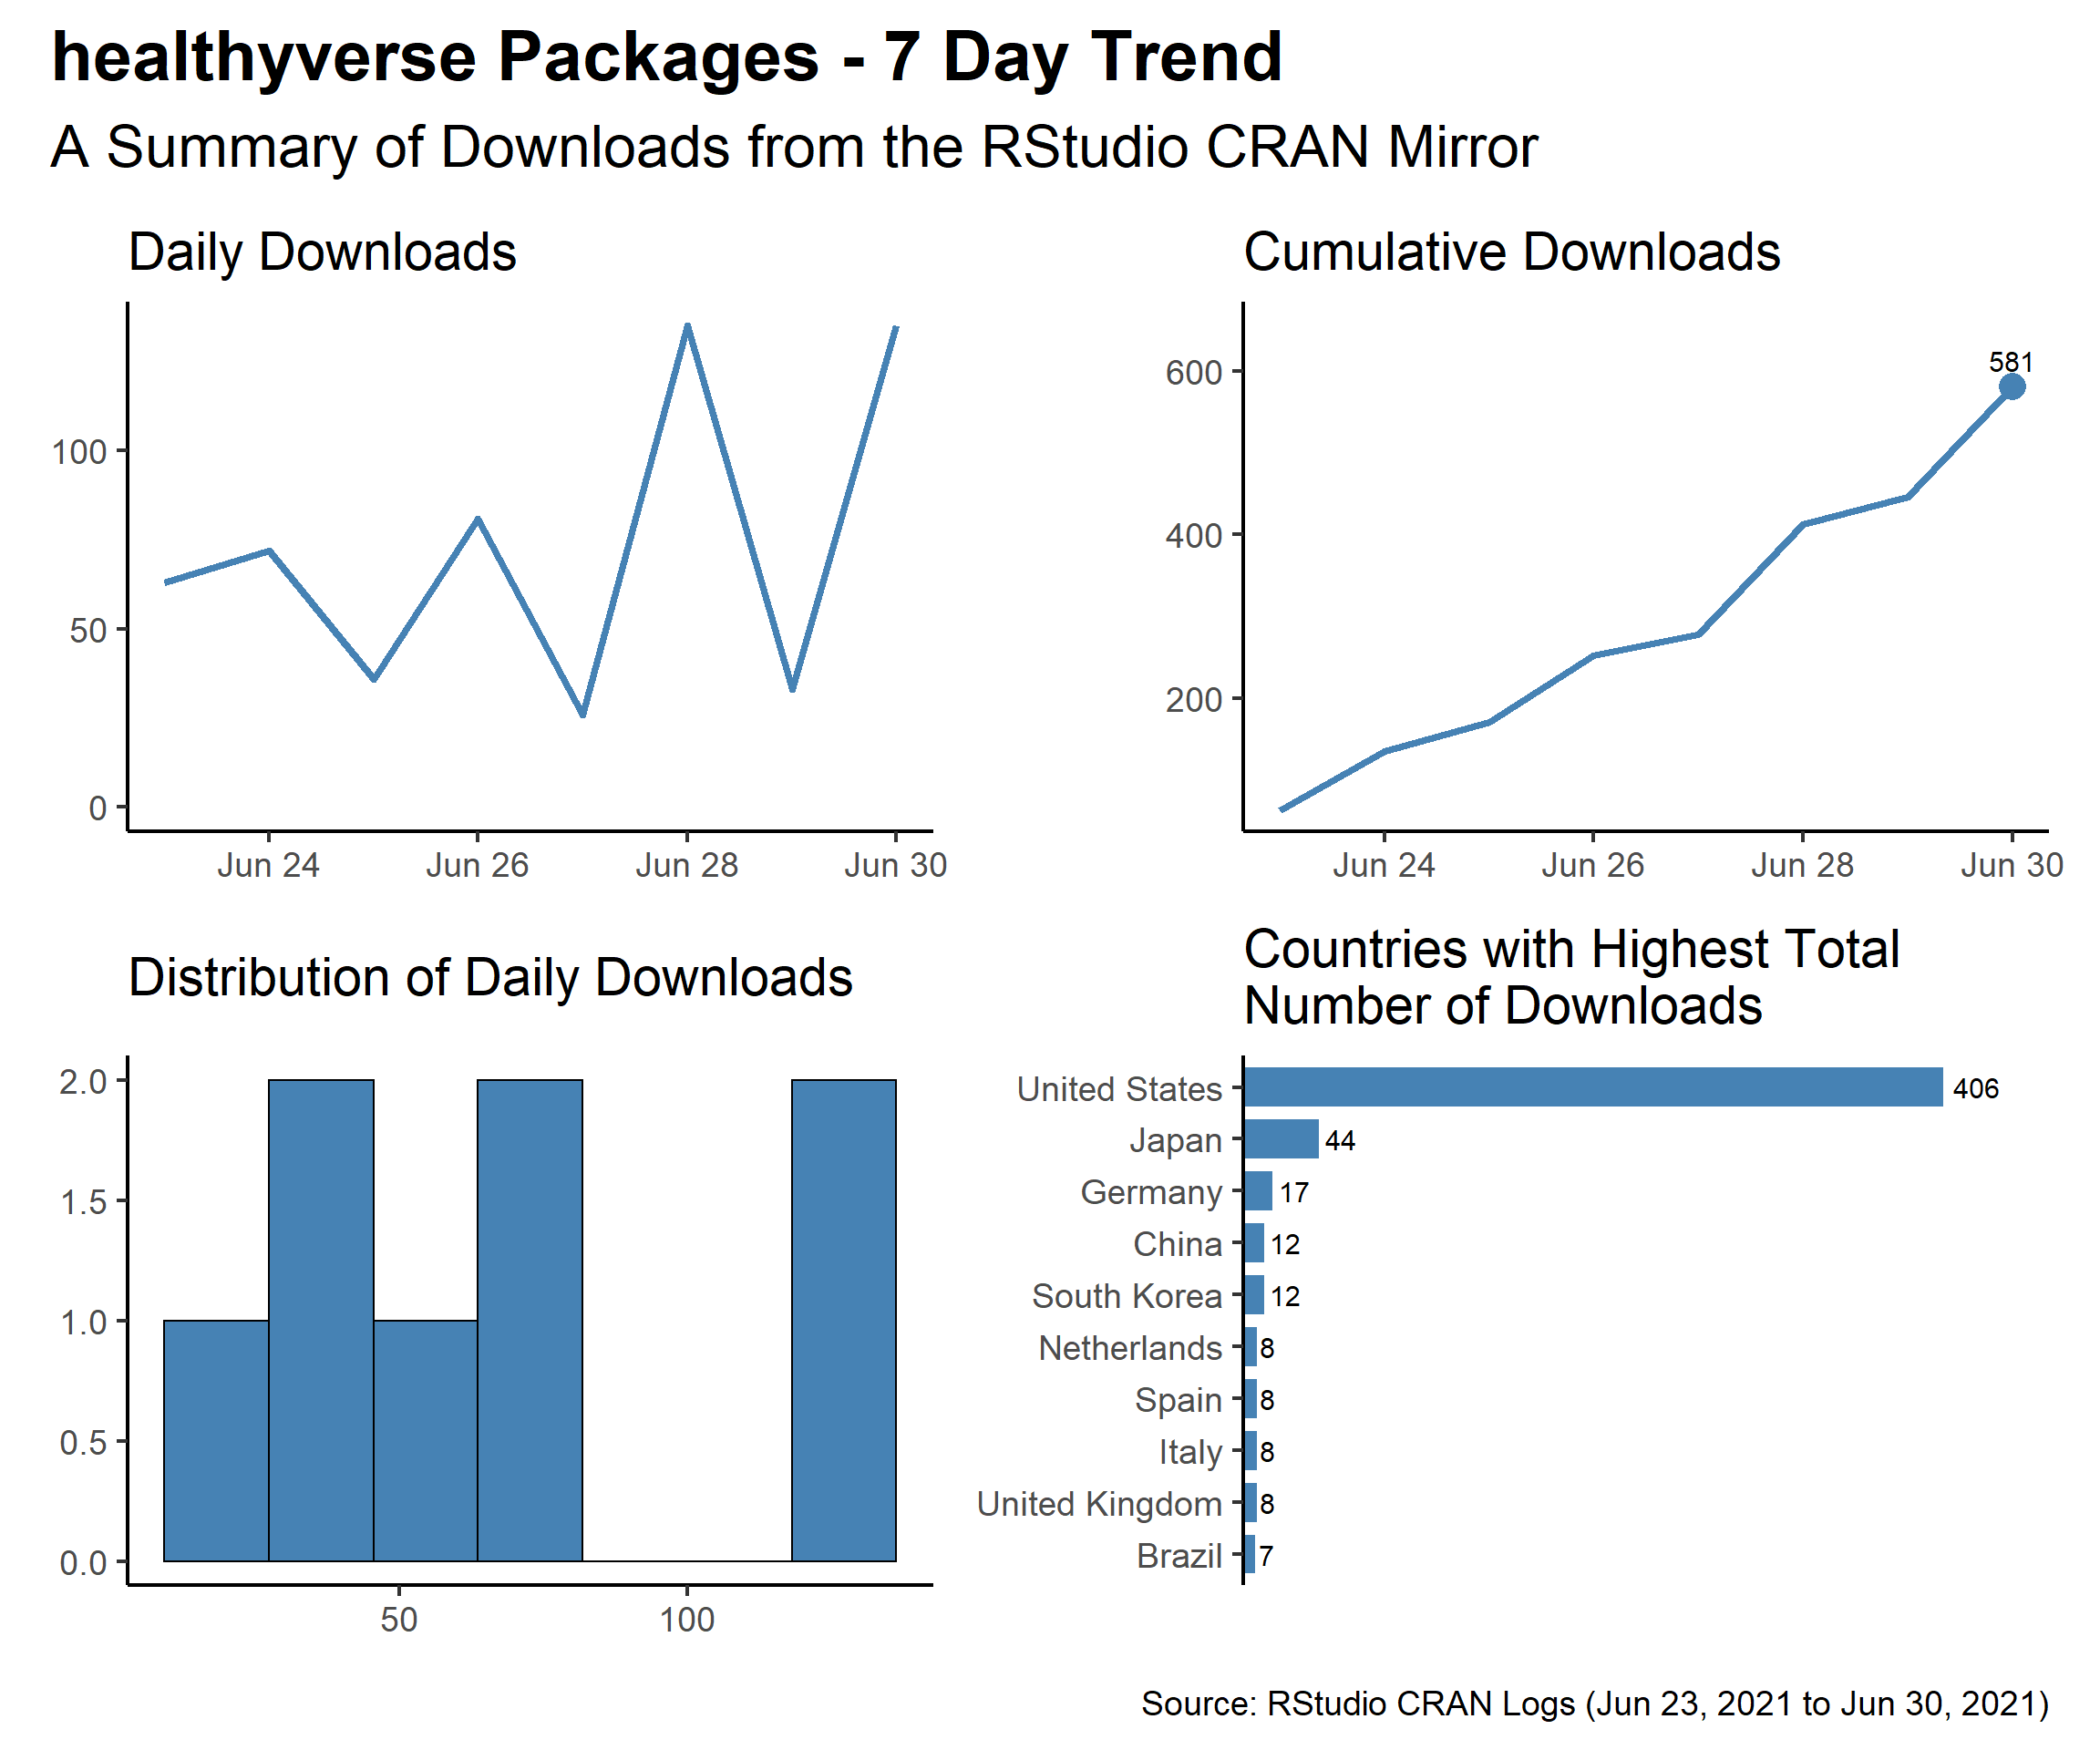 healthyverse Packages - 7 Day Trend
A Summary of Downloads from the RStudio CRAN Mirror
Daily Downloads
100
50
0
Jun 24 Jun 26 Jun 28 Jun 30
Cumulative Downloads
581
600
400
200
Jun 24 Jun 26 Jun 28 Jun 30
Distribution of Daily Downloads
2.0
1.5
1.0
0.5
0.0
50 100
Countries with Highest Total
Number of Downloads
United States 406
Japan 44
Germany 17
China 12
South Korea 12
Netherlands 8
Spain 8
Italy 8
United Kingdom 8
Brazil 7
Source: RStudio CRAN Logs (Jun 23, 2021 to Jun 30, 2021)